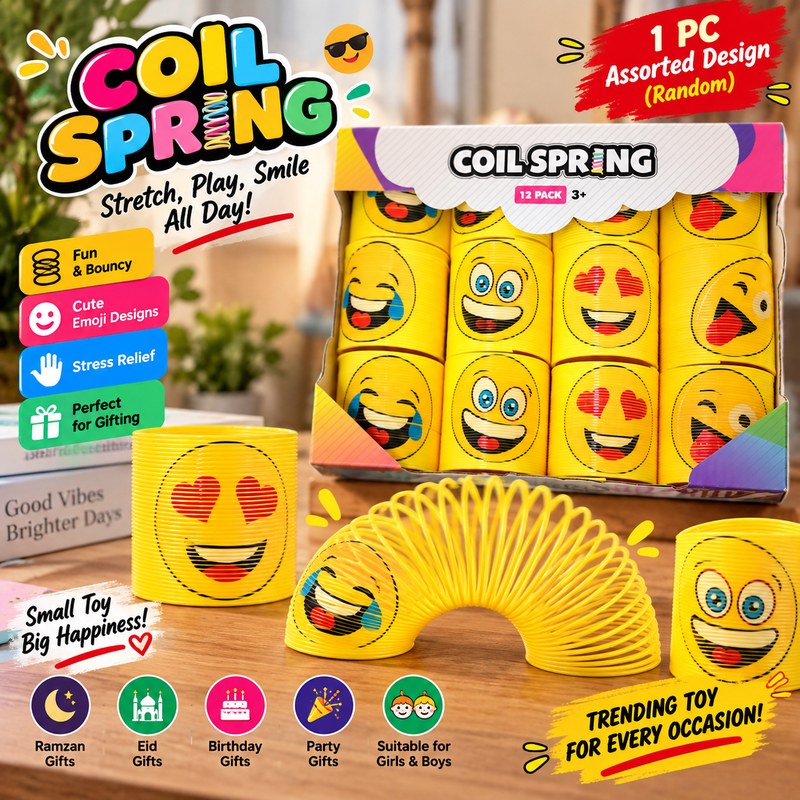 COIL
SPRING
Stretch, Play, Smile
All Day!
1 PC
Assorted Design
(Random)
COIL SPRING
12 PACK 3+
Fun
& Bouncy
Cute
Emoji Designs
Stress Relief
Perfect
for Gifting
Good Vibes
Brighter Days
Small Toy
Big Happiness!
Ramzan
Gifts
Eid
Gifts
Birthday
Gifts
Party
Gifts
Suitable for
Girls & Boys
TRENDING TOY
FOR EVERY OCCASION!